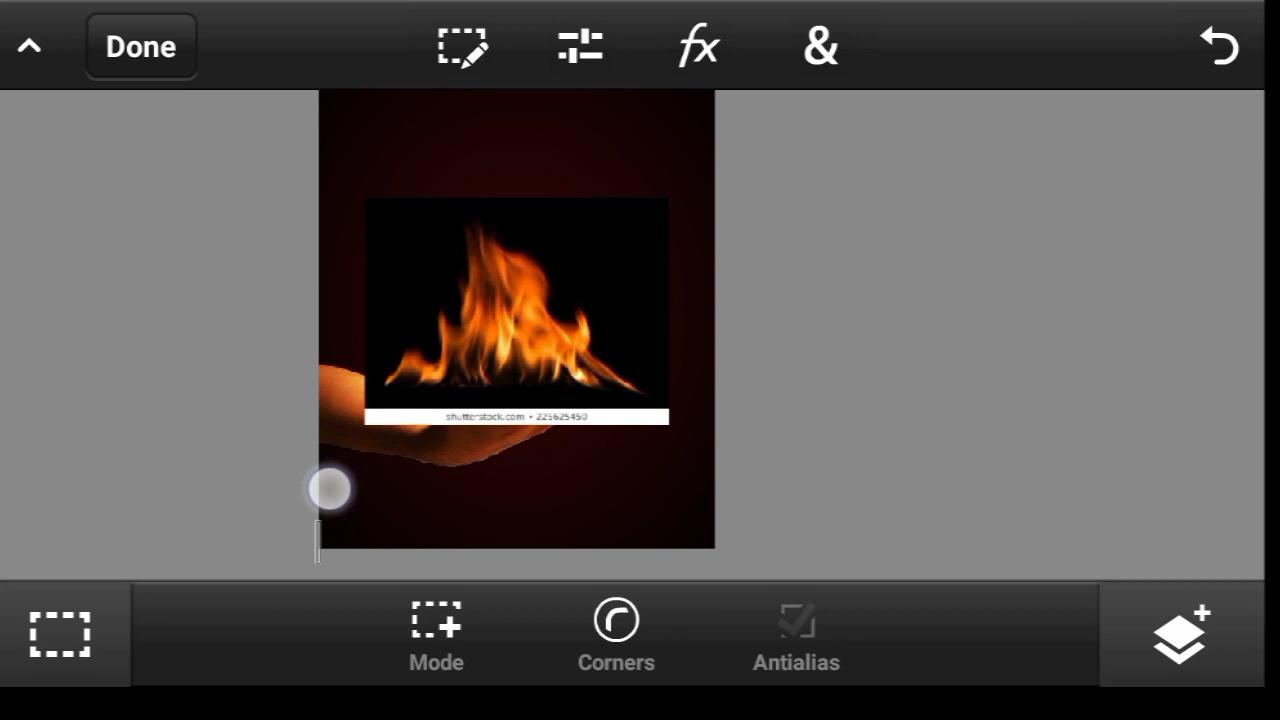 Done
fx
&
shutterstock.com • 225625450
Mode
Corners
Antialias